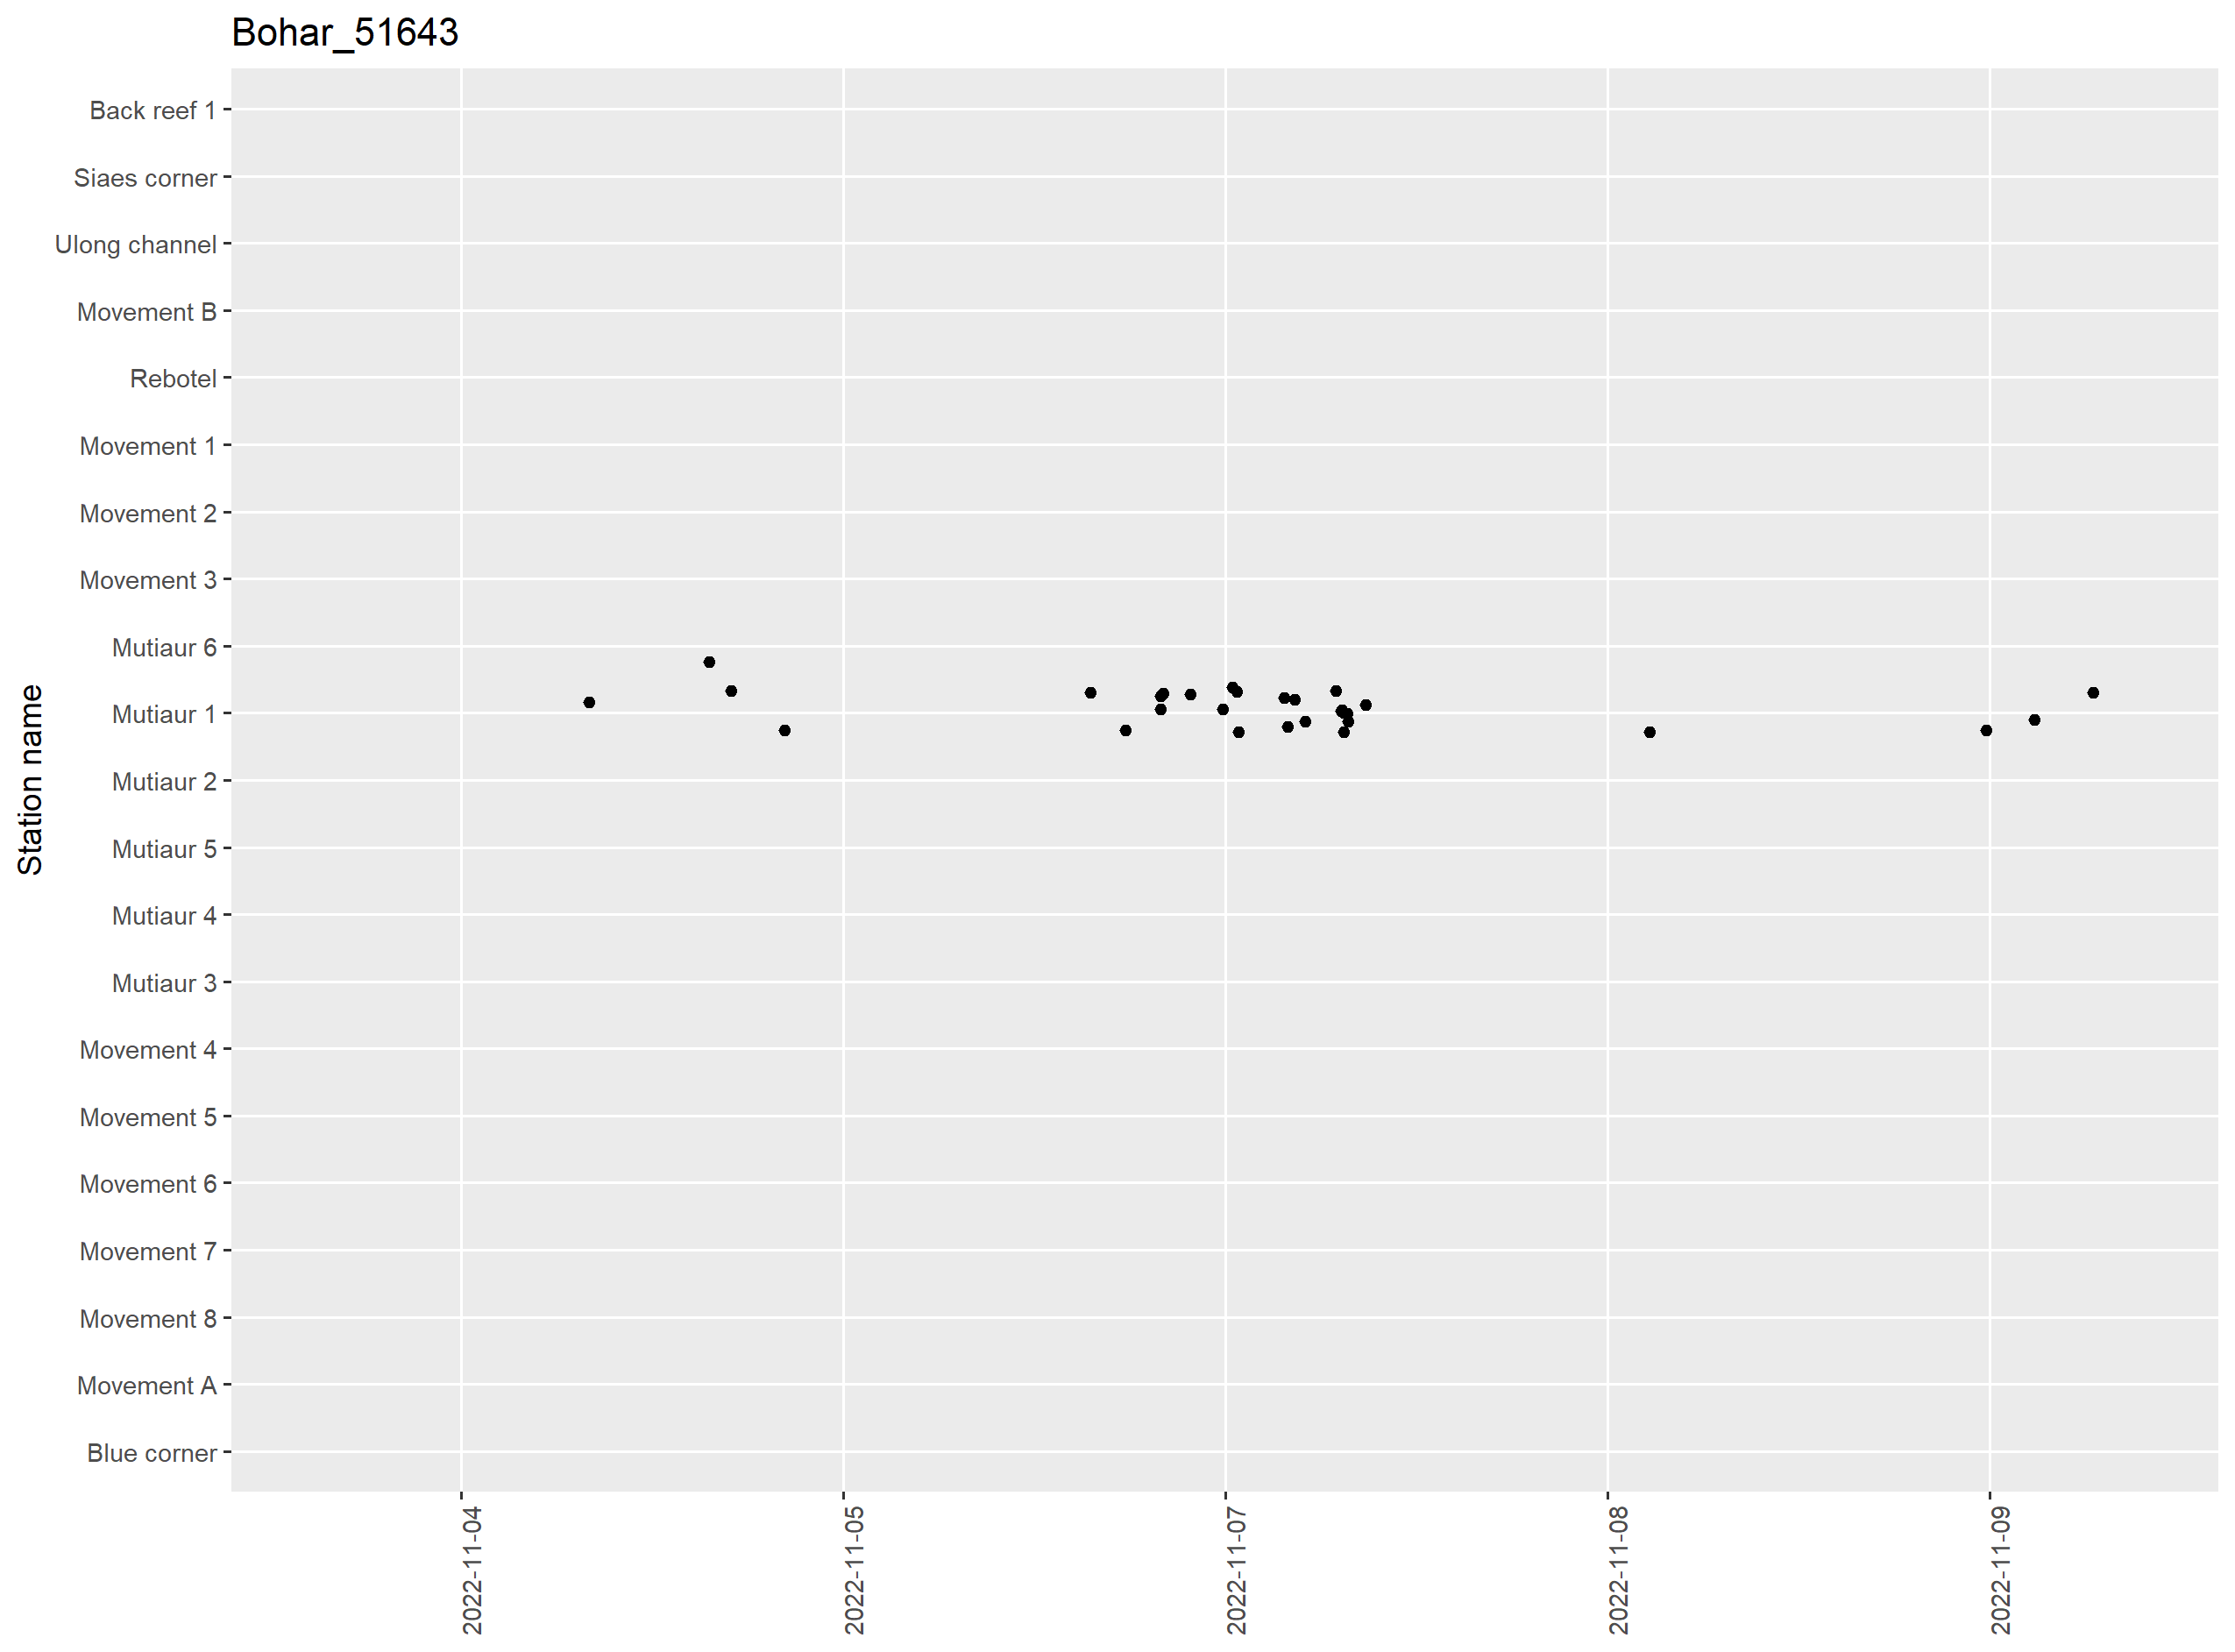 Bohar_51643
Station name
Back reef 1
Siaes corner
Ulong channel
Movement B
Rebotel
Movement 1
Movement 2
Movement 3
Mutiaur 6
Mutiaur 1
Mutiaur 2
Mutiaur 5
Mutiaur 4
Mutiaur 3
Movement 4
Movement 5
Movement 6
Movement 7
Movement 8
Movement A
Blue corner
2022-11-04
2022-11-05
2022-11-07
2022-11-08
2022-11-09